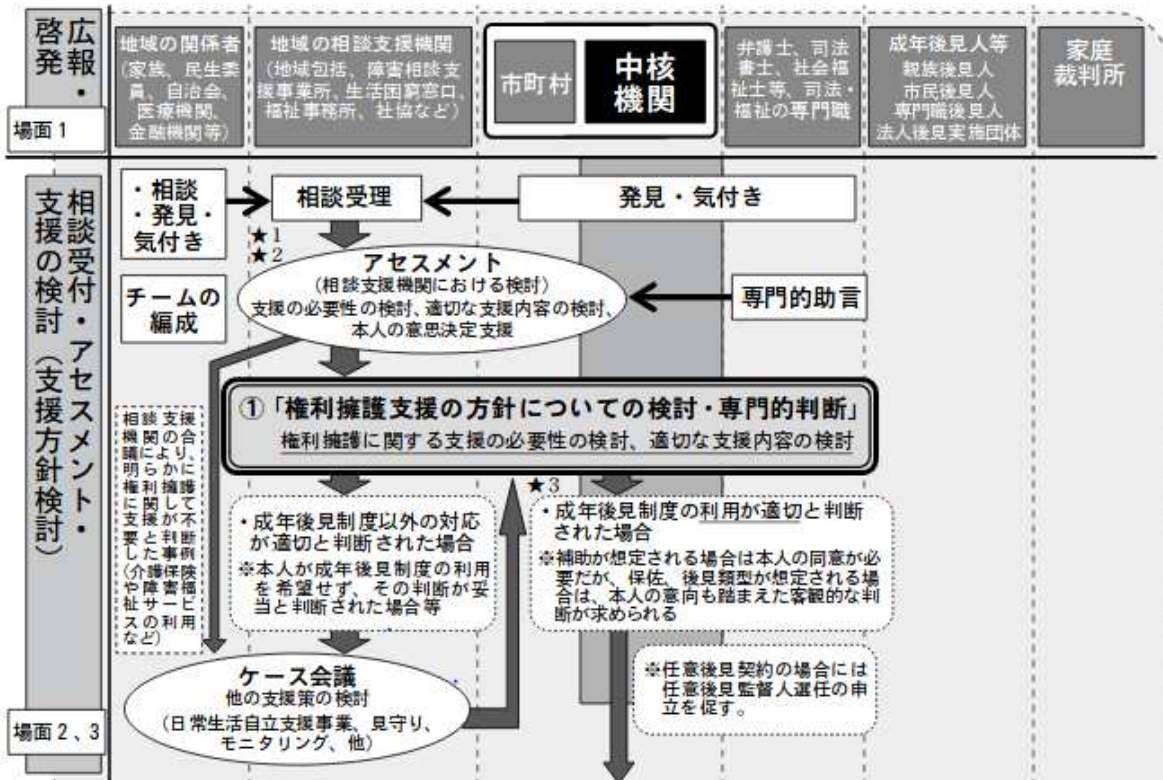 広報・
啓発
場面1
地域の関係者
(家族、民生委
員、自治会、
医療機関、
金融機関等)
地域の相談支援機関
(地域包括、障害相談支
援事業所、生活困窮窓口、
福祉事務所、社協など)
市町村
中核
機関
弁護士、司法
書士、社会福
祉士等、司法・
福祉の専門職
成年後見人等
親族後見人
市民後見人
専門職後見人
法人後見実施団体
家庭
裁判所
相談受付・アセスメント・
支援の検討(支援方針検討)
場面2、3
・相談
・発見・
気付き
相談受理
発見・気付き
★1
★2
チームの
編成
アセスメント
(相談支援機関における検討)
支援の必要性の検討、適切な支援内容の検討、
本人の意思決定支援
専門的助言
①「権利擁護支援の方針についての検討・専門的判断」
権利擁護に関する支援の必要性の検討、適切な支援内容の検討
相談支援
機関の合
議により、
明らかに
権利擁護
に関して
支援が不
要と判断
した事例
(介護保険
や障害福
祉サービ
スの利用
など)
・成年後見制度以外の対応
が適切と判断された場合
※本人が成年後見制度の利用
を希望せず、その判断が妥
当と判断された場合等
★3
・成年後見制度の利用が適切と判断
された場合
※補助が想定される場合は本人の同意が必
要だが、保佐、後見類型が想定される場
合は、本人の意向も踏まえた客観的な判
断が求められる
※任意後見契約の場合には
任意後見監督人選任の申
立を促す。
ケース会議
他の支援策の検討
(日常生活自立支援事業、見守り、
モニタリング、他)